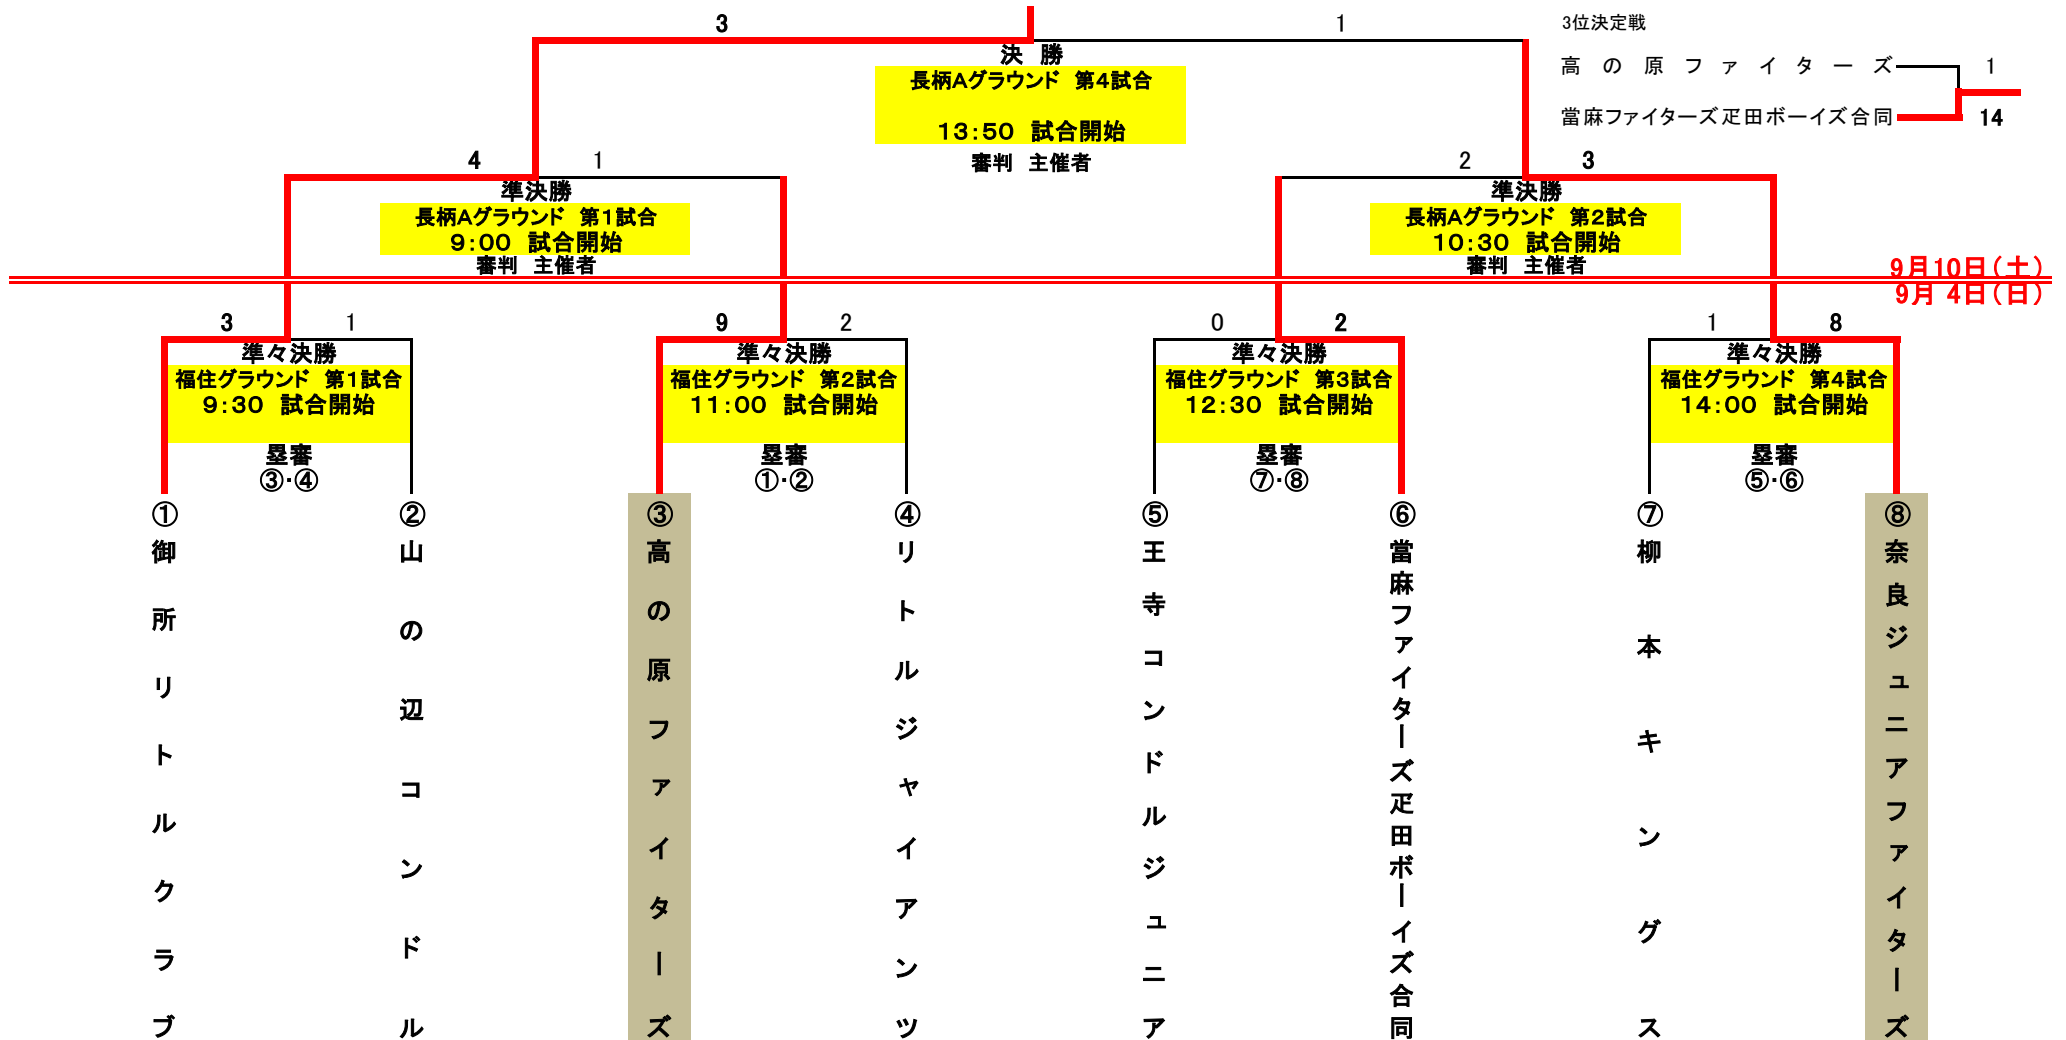 3
1
3位決定戦
決 勝
長柄Aグラウンド 第4試合
13:50 試合開始
審判 主催者
高の原ファイターズ
1
當麻ファイターズ疋田ボーイズ合同
14
4
1
2
3
準決勝
長柄Aグラウンド 第1試合
9:00 試合開始
審判 主催者
準決勝
長柄Aグラウンド 第2試合
10:30 試合開始
審判 主催者
9月10日(土)
9月 4日(日)
3
1
9
2
0
2
1
8
準々決勝
福住グラウンド 第1試合
9:30 試合開始
塁審
③・④
準々決勝
福住グラウンド 第2試合
11:00 試合開始
塁審
①・②
準々決勝
福住グラウンド 第3試合
12:30 試合開始
塁審
⑦・⑧
準々決勝
福住グラウンド 第4試合
14:00 試合開始
塁審
⑤・⑥
①
御所リトルクラブ
②
山の辺コンドル
③
高の原ファイターズ
④
リトルジャイアンツ
⑤
王寺コンドルジュニア
⑥
當麻ファイターズ疋田ボーイズ合同
⑦
柳本キングス
⑧
奈良ジュニアファイターズ